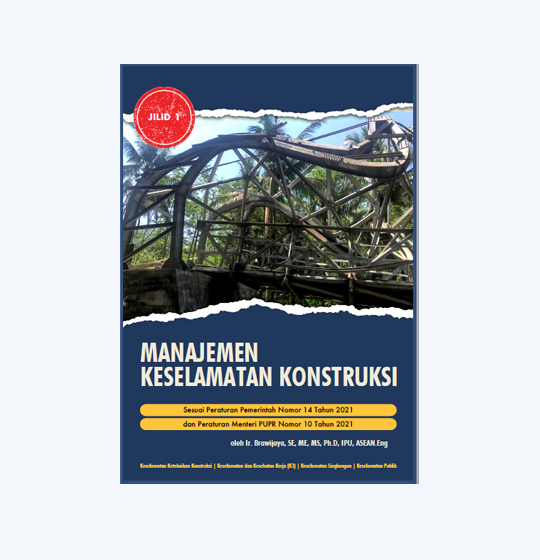 JILID 1
MANAJEMEN
KESELAMATAN KONSTRUKSI
Sesuai Peraturan Pemerintah Nomor 14 Tahun 2021
dan Peraturan Menteri PUPR Nomor 10 Tahun 2021
oleh Ir. Brawijaya, SE, ME, MS, Ph.D, IPU, ASEAN.Eng
Keselamatan Keteknikan Konstruksi | Keselamatan dan Kesehatan Kerja (K3) | Keselamatan Lingkungan | Keselamatan Publik